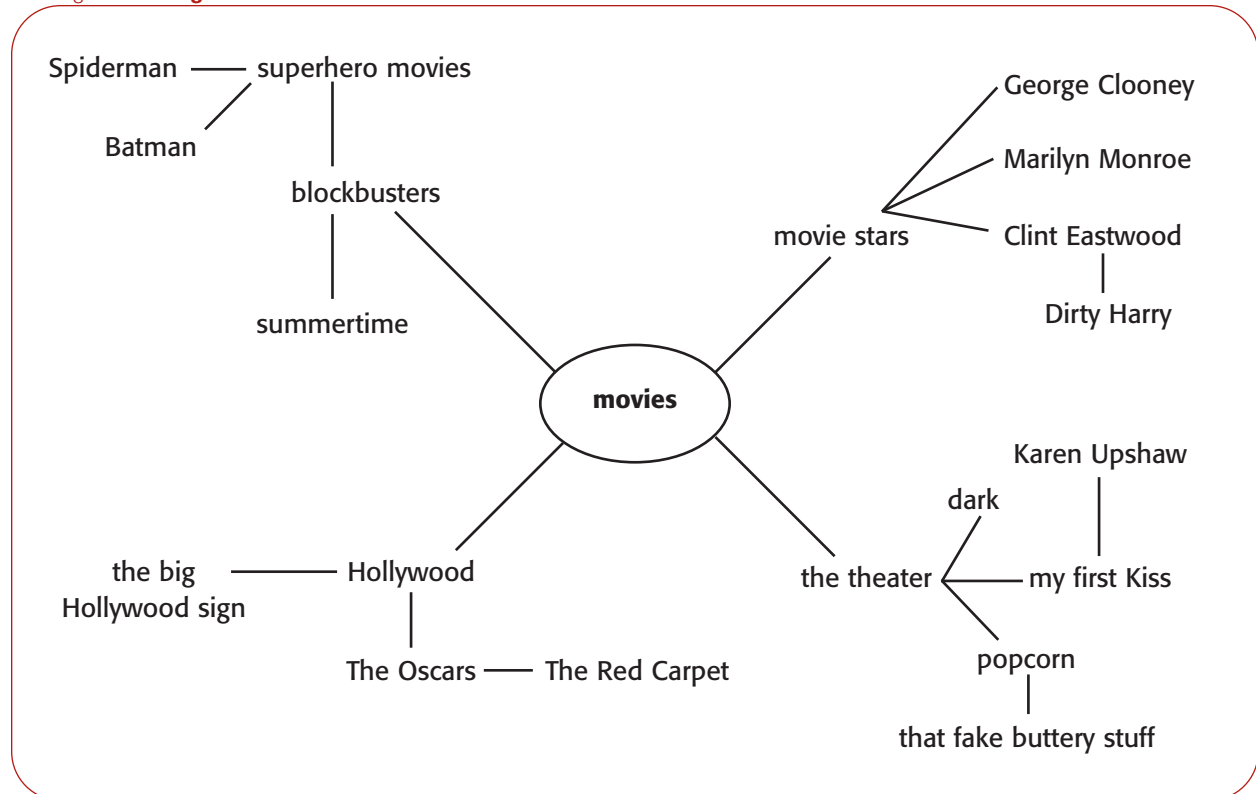 Spiderman
superhero movies
Batman
blockbusters
summertime
George Clooney
Marilyn Monroe
movie stars
Clint Eastwood
Dirty Harry
movies
Karen Upshaw
dark
the theater
my first Kiss
popcorn
that fake buttery stuff
the big
Hollywood sign
Hollywood
The Oscars
The Red Carpet